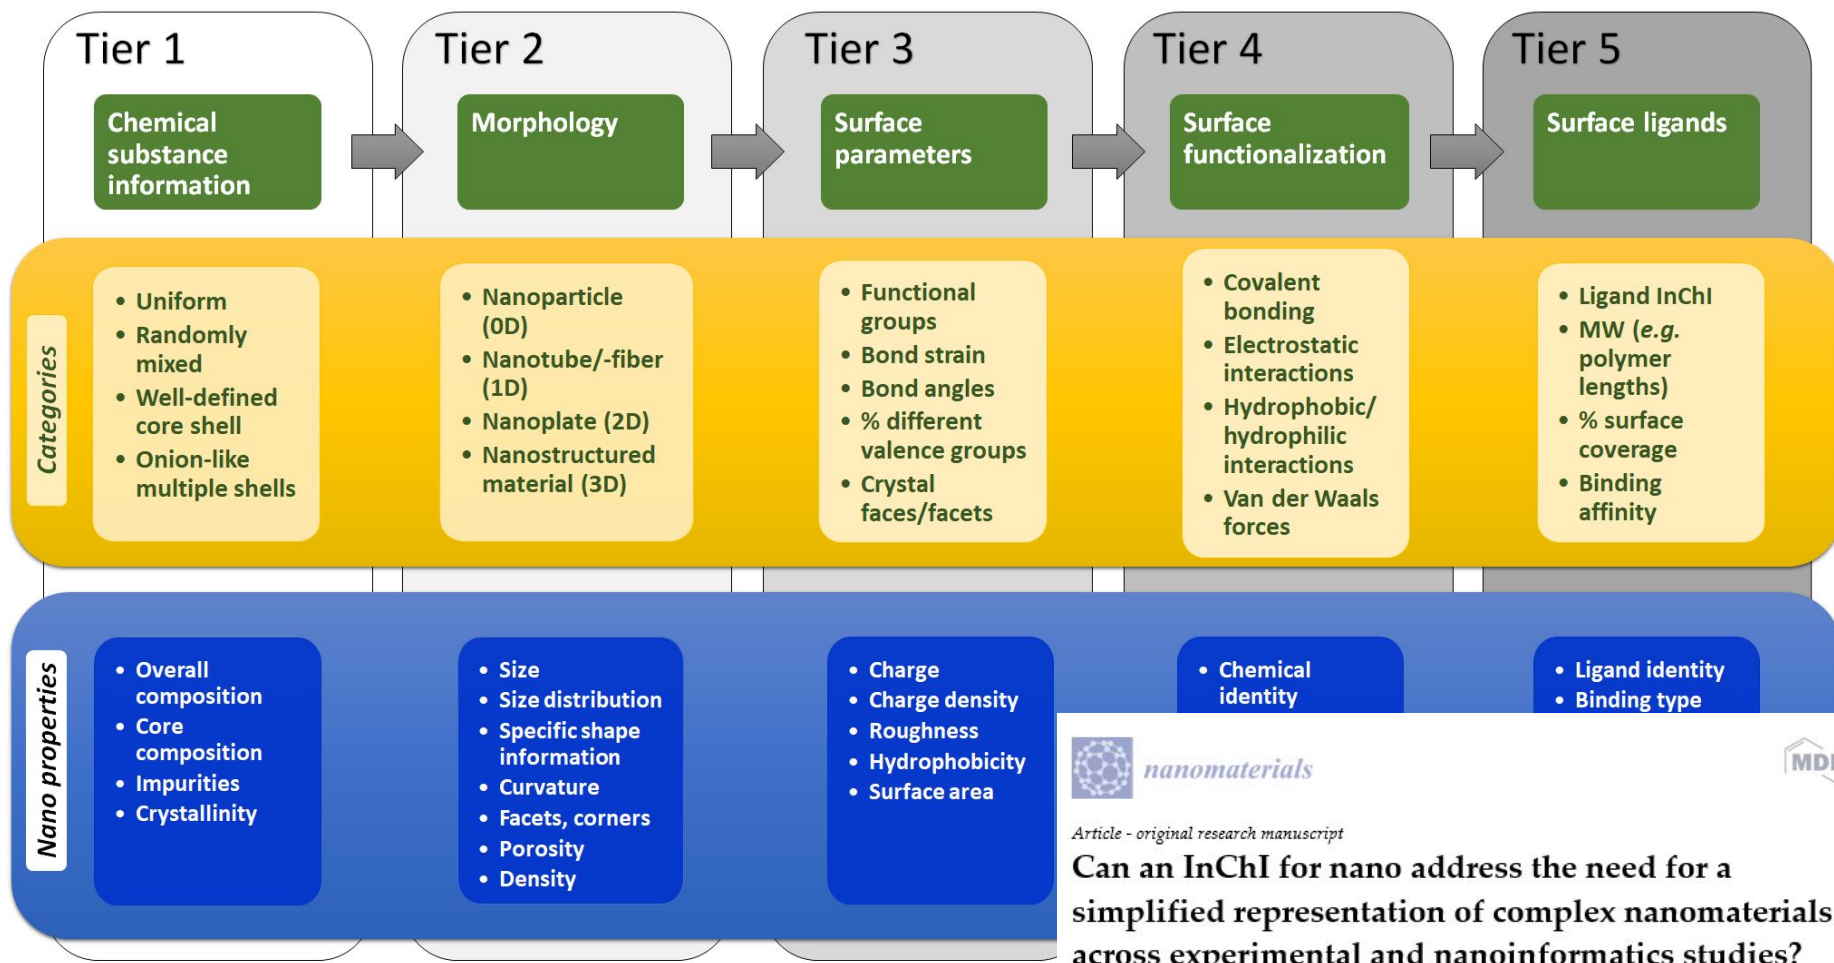 Tier 1
Tier 2
Tier 3
Tier 4
Tier 5
Chemical
substance
information
Morphology
Surface
parameters
Surface
functionalization
Surface ligands
Categories
• Uniform
• Randomly
mixed
• Well-defined
core shell
• Onion-like
multiple shells
• Nanoparticle
(0D)
• Nanotube/-fiber
(1D)
• Nanoplate (2D)
• Nanostructured
material (3D)
• Functional
groups
• Bond strain
• Bond angles
• % different
valence groups
• Crystal
faces/facets
• Covalent
bonding
• Electrostatic
interactions
• Hydrophobic/
hydrophilic
interactions
• Van der Waals
forces
• Ligand InChI
• MW (e.g.
polymer
lengths)
• % surface
coverage
• Binding
affinity
Nano properties
• Overall
composition
• Core
composition
• Impurities
• Crystallinity
• Size
• Size distribution
• Specific shape
information
• Curvature
• Facets, corners
• Porosity
• Density
• Charge
• Charge density
• Roughness
• Hydrophobicity
• Surface area
• Chemical
identity
• Ligand identity
• Binding type
nanomaterials
Article - original research manuscript
Can an InChI for nano address the need for a
simplified representation of complex nanomaterials
across experimental and nanoinformatics studies?